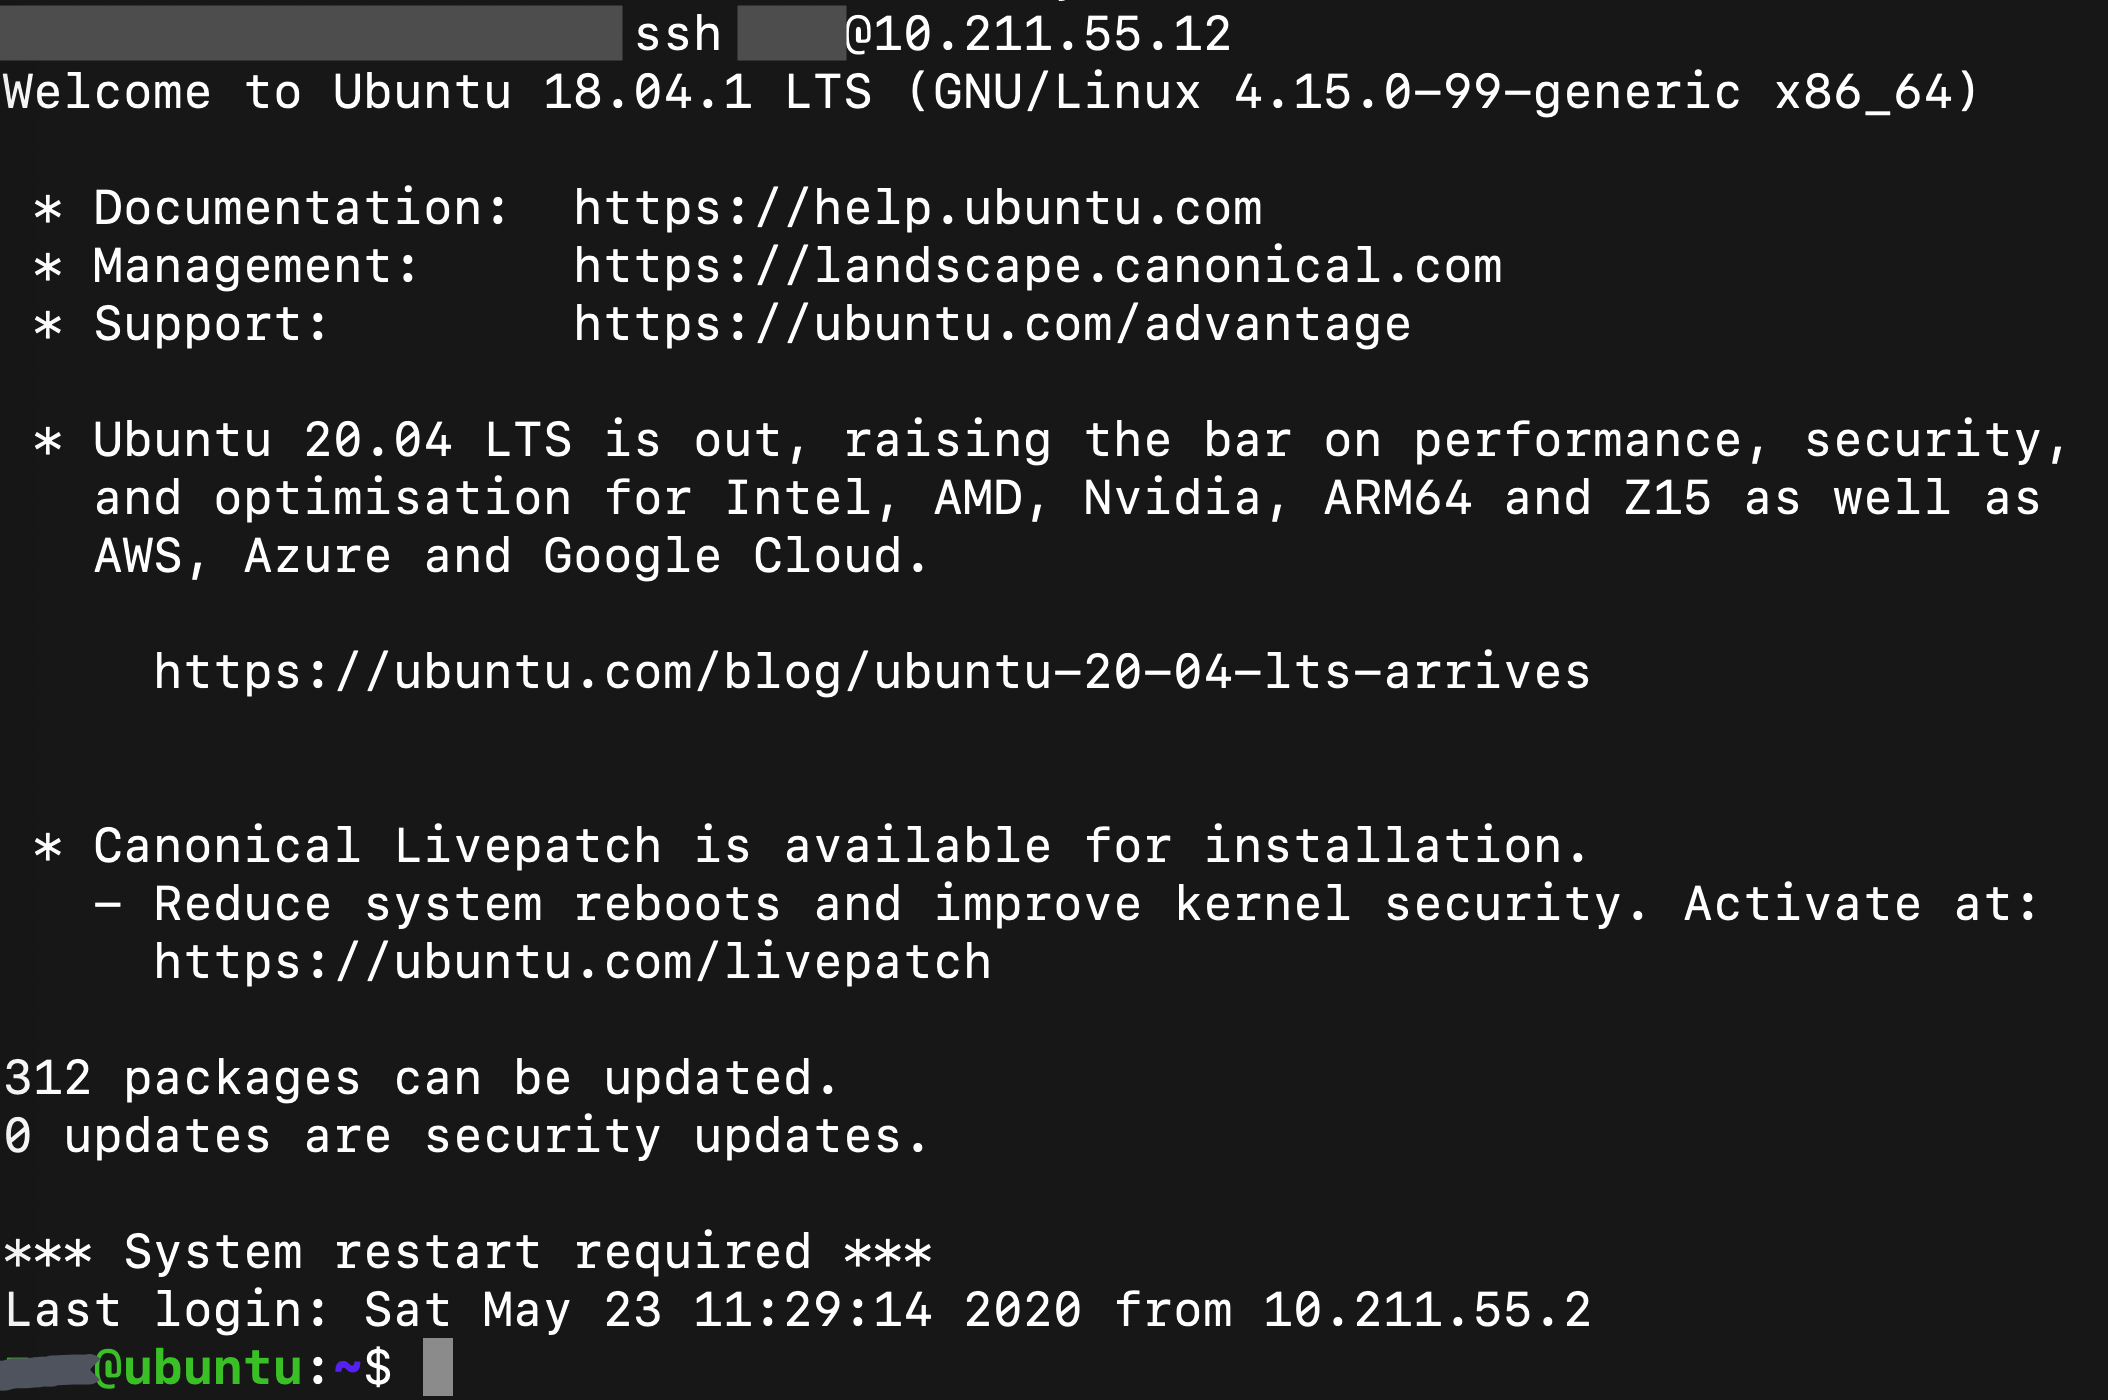 ssh @10.211.55.12
Welcome to Ubuntu 18.04.1 LTS (GNU/Linux 4.15.0-99-generic x86_64)
* Documentation:  https://help.ubuntu.com
* Management:     https://landscape.canonical.com
* Support:        https://ubuntu.com/advantage
* Ubuntu 20.04 LTS is out, raising the bar on performance, security,
and optimisation for Intel, AMD, Nvidia, ARM64 and Z15 as well as
AWS, Azure and Google Cloud.
https://ubuntu.com/blog/ubuntu-20-04-lts-arrives
* Canonical Livepatch is available for installation.
- Reduce system reboots and improve kernel security. Activate at:
https://ubuntu.com/livepatch
312 packages can be updated.
0 updates are security updates.
*** System restart required ***
Last login: Sat May 23 11:29:14 2020 from 10.211.55.2
@ubuntu:~$